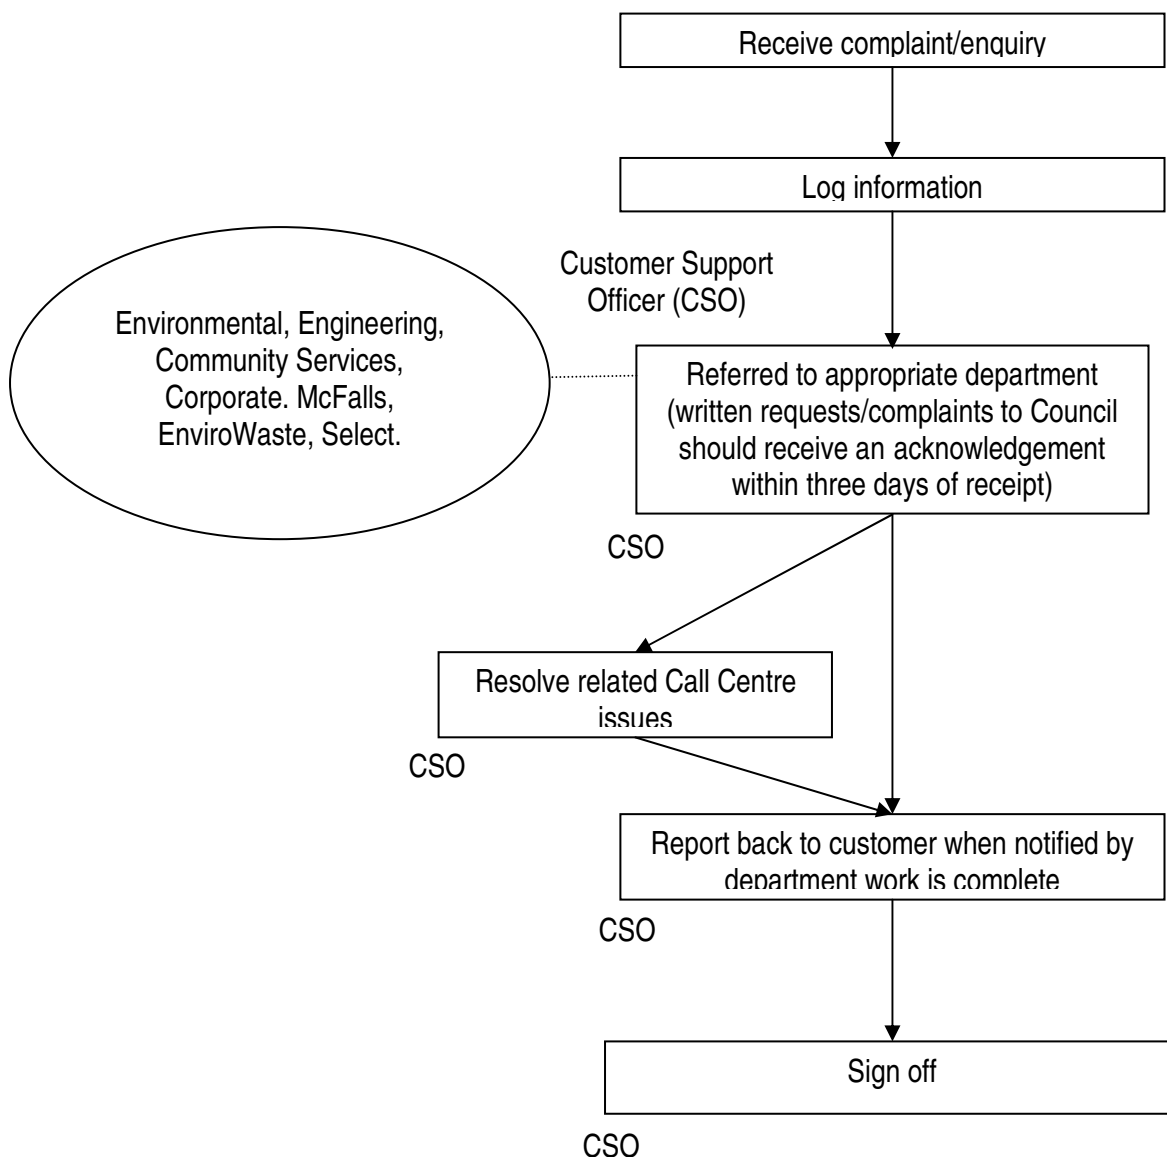 Receive complaint/enquiry
Log information
Customer Support
Officer (CSO)
Environmental, Engineering,
Community Services,
Corporate. McFalls,
EnviroWaste, Select.
Referred to appropriate department
(written requests/complaints to Council
should receive an acknowledgement
within three days of receipt)
CSO
Resolve related Call Centre
issues
CSO
Report back to customer when notified by
department work is complete
CSO
Sign off
CSO